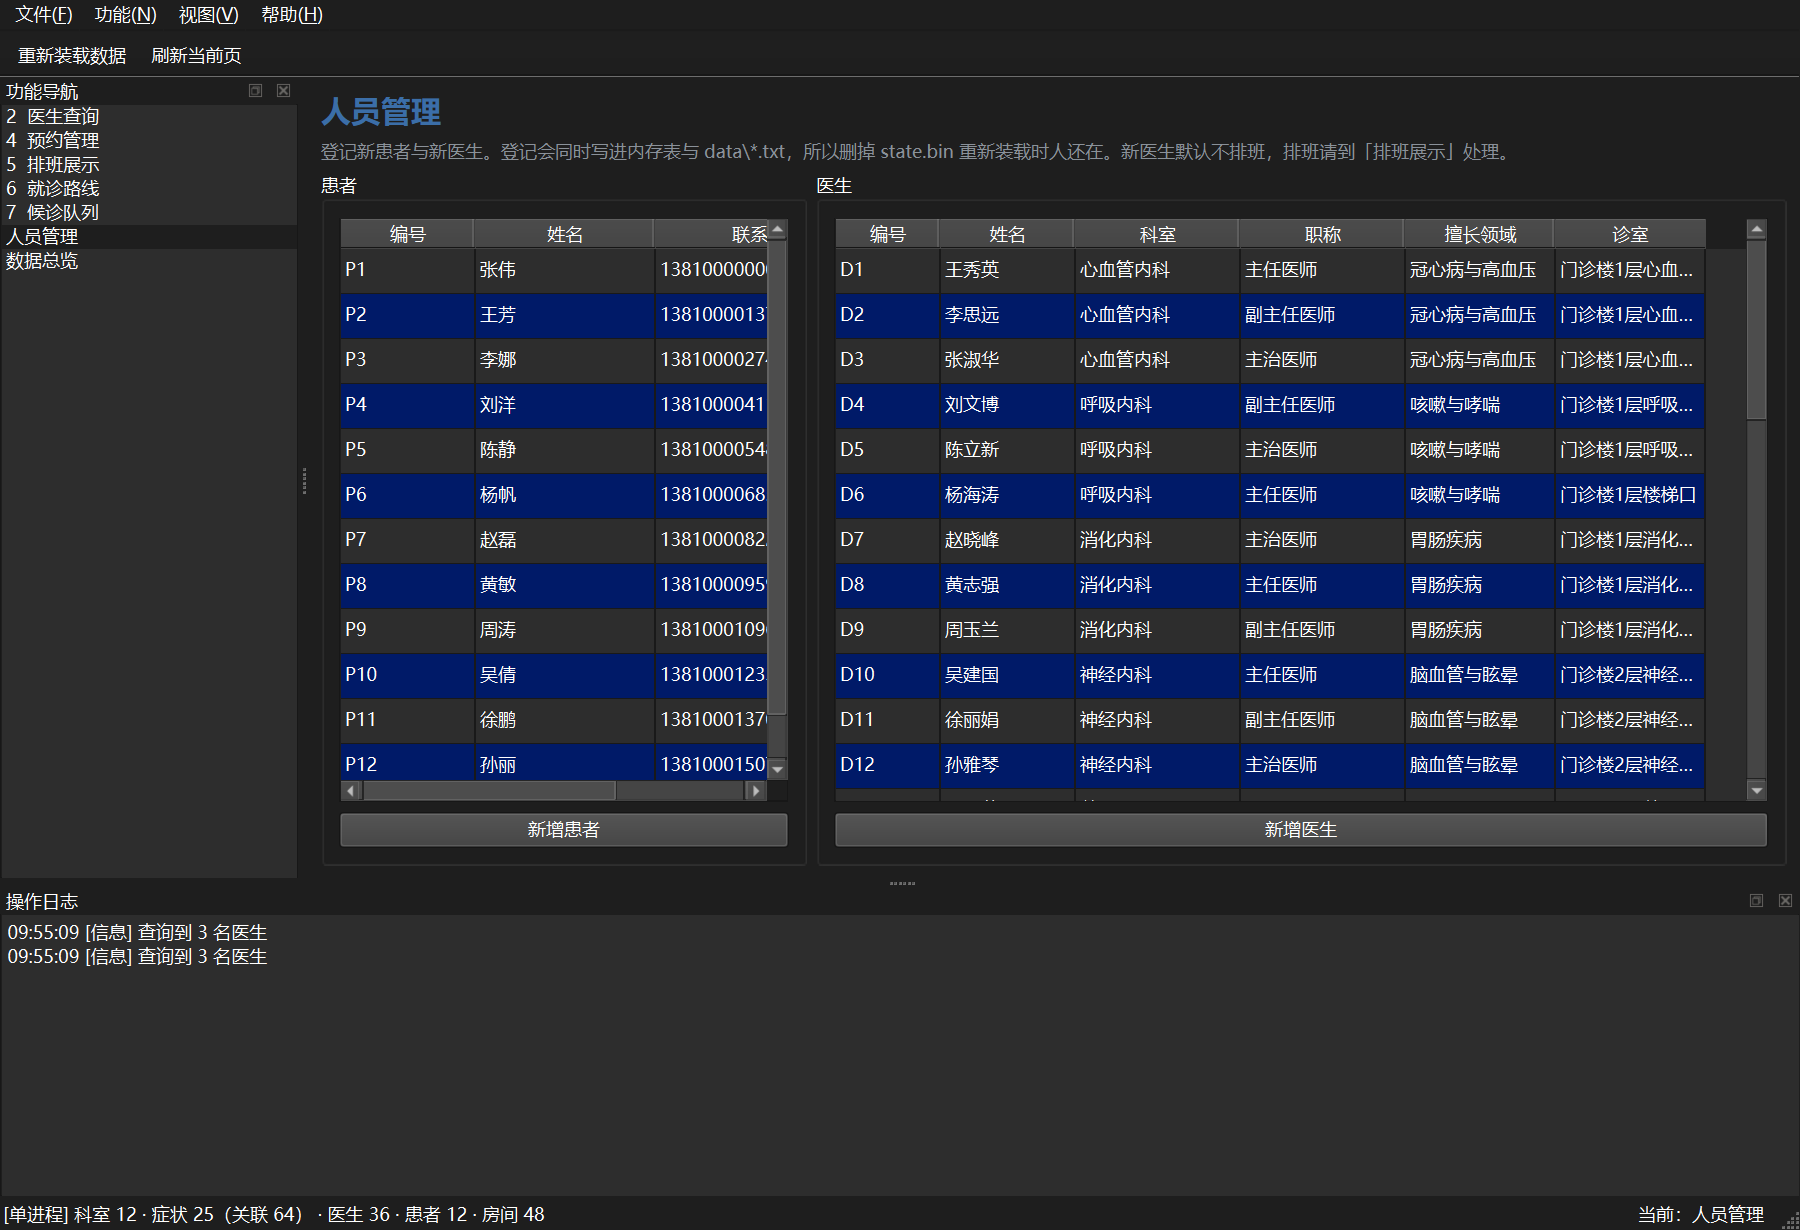 文件(F) 功能(N) 视图(V) 帮助(H)
重新装载数据 刷新当前页
功能导航
2 医生查询
4 预约管理
5 排班展示
6 就诊路线
7 候诊队列
人员管理
数据总览
人员管理
登记新患者与新医生。登记会同时写进内存表与 data\*.txt，所以删掉 state.bin 重新装载时人还在。新医生默认不排班，排班请到「排班展示」处理。
患者
编号 姓名 联系
P1 张伟 1381000000
P2 王芳 138100013
P3 李娜 138100027
P4 刘洋 1381000041
P5 陈静 138100054
P6 杨帆 1381000068
P7 赵磊 138100082
P8 黄敏 138100095
P9 周涛 138100109
P10 吴倩 138100123
P11 徐鹏 138100137
P12 孙丽 138100150
新增患者
医生
编号 姓名 科室 职称 擅长领域 诊室
D1 王秀英 心血管内科 主任医师 冠心病与高血压 门诊楼1层心血...
D2 李思远 心血管内科 副主任医师 冠心病与高血压 门诊楼1层心血...
D3 张淑华 心血管内科 主治医师 冠心病与高血压 门诊楼1层心血...
D4 刘文博 呼吸内科 副主任医师 咳嗽与哮喘 门诊楼1层呼吸...
D5 陈立新 呼吸内科 主治医师 咳嗽与哮喘 门诊楼1层呼吸...
D6 杨海涛 呼吸内科 主任医师 咳嗽与哮喘 门诊楼1层楼梯口
D7 赵晓峰 消化内科 主治医师 胃肠疾病 门诊楼1层消化...
D8 黄志强 消化内科 主任医师 胃肠疾病 门诊楼1层消化...
D9 周玉兰 消化内科 副主任医师 胃肠疾病 门诊楼1层消化...
D10 吴建国 神经内科 主任医师 脑血管与眩晕 门诊楼2层神经...
D11 徐丽娟 神经内科 副主任医师 脑血管与眩晕 门诊楼2层神经...
D12 孙雅琴 神经内科 主治医师 脑血管与眩晕 门诊楼2层神经...
新增医生
操作日志
09:55:09 [信息] 查询到 3 名医生
09:55:09 [信息] 查询到 3 名医生
[单进程] 科室 12 · 症状 25（关联 64） · 医生 36 · 患者 12 · 房间 48
当前：人员管理